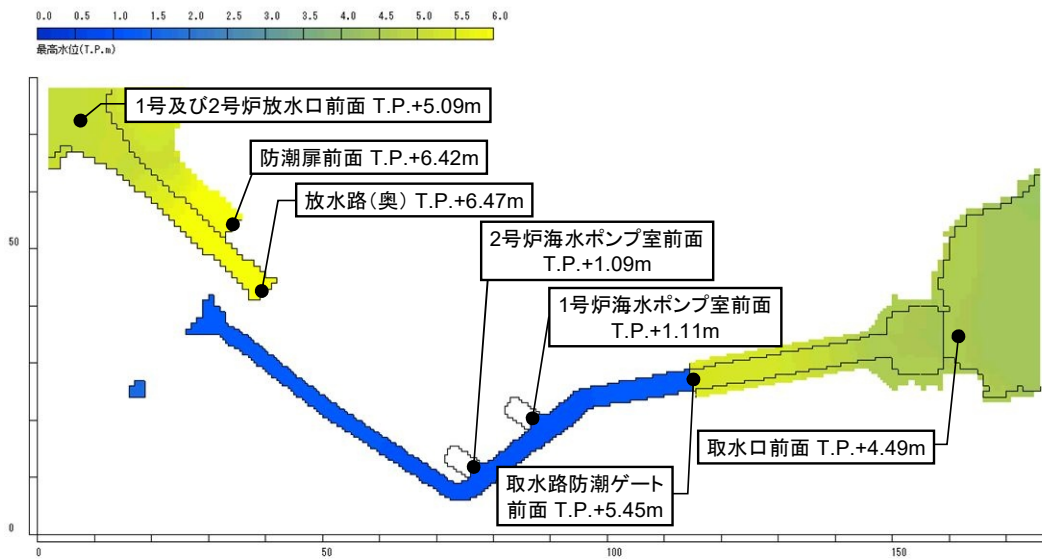 0.0 0.5 1.0 1.5 2.0 2.5 3.0 3.5 4.0 4.5 5.0 5.5 6.0
最高水位(T.P.m)
1号及び2号炉放水口前面 T.P.+5.09m
防潮扉前面 T.P.+6.42m
放水路(奥) T.P.+6.47m
2号炉海水ポンプ室前面
T.P.+1.09m
1号炉海水ポンプ室前面
T.P.+1.11m
取水口前面 T.P.+4.49m
取水路防潮ゲート
前面 T.P.+5.45m
50
0
0 50 100 150